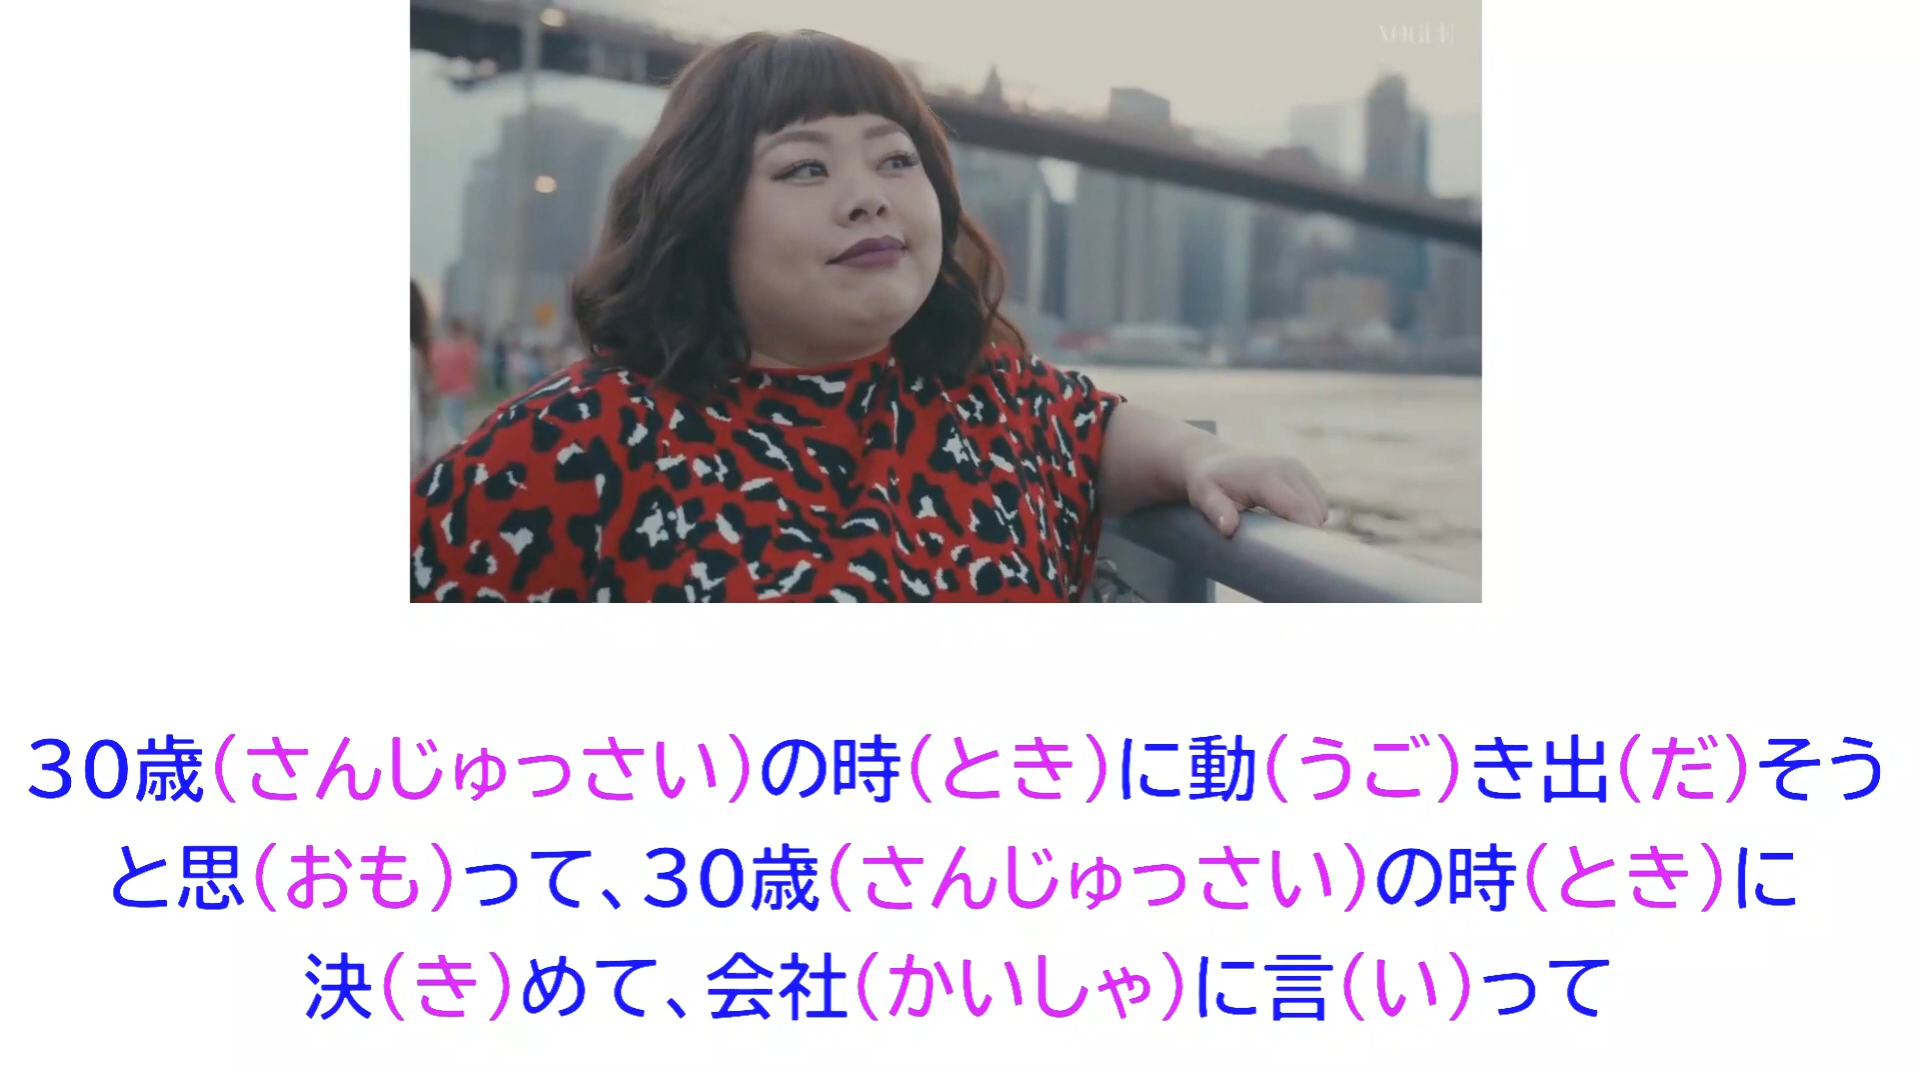 VOGUE
30歳(さんじゅっさい)の時(とき)に動(うご)き出(だ)そう
と思(おも)って、30歳(さんじゅっさい)の時(とき)に
決(き)めて、会社(かいしゃ)に言(い)って